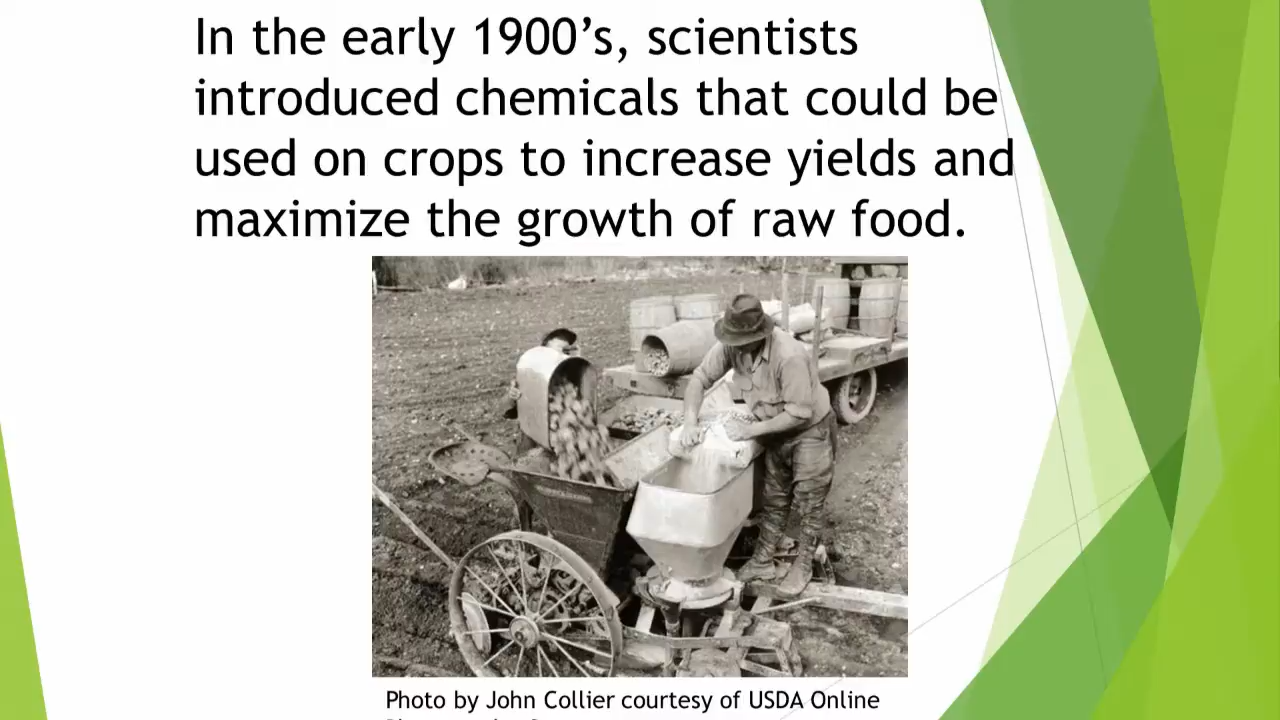 In the early 1900’s, scientists
introduced chemicals that could be
used on crops to increase yields and
maximize the growth of raw food.
Photo by John Collier courtesy of USDA Online